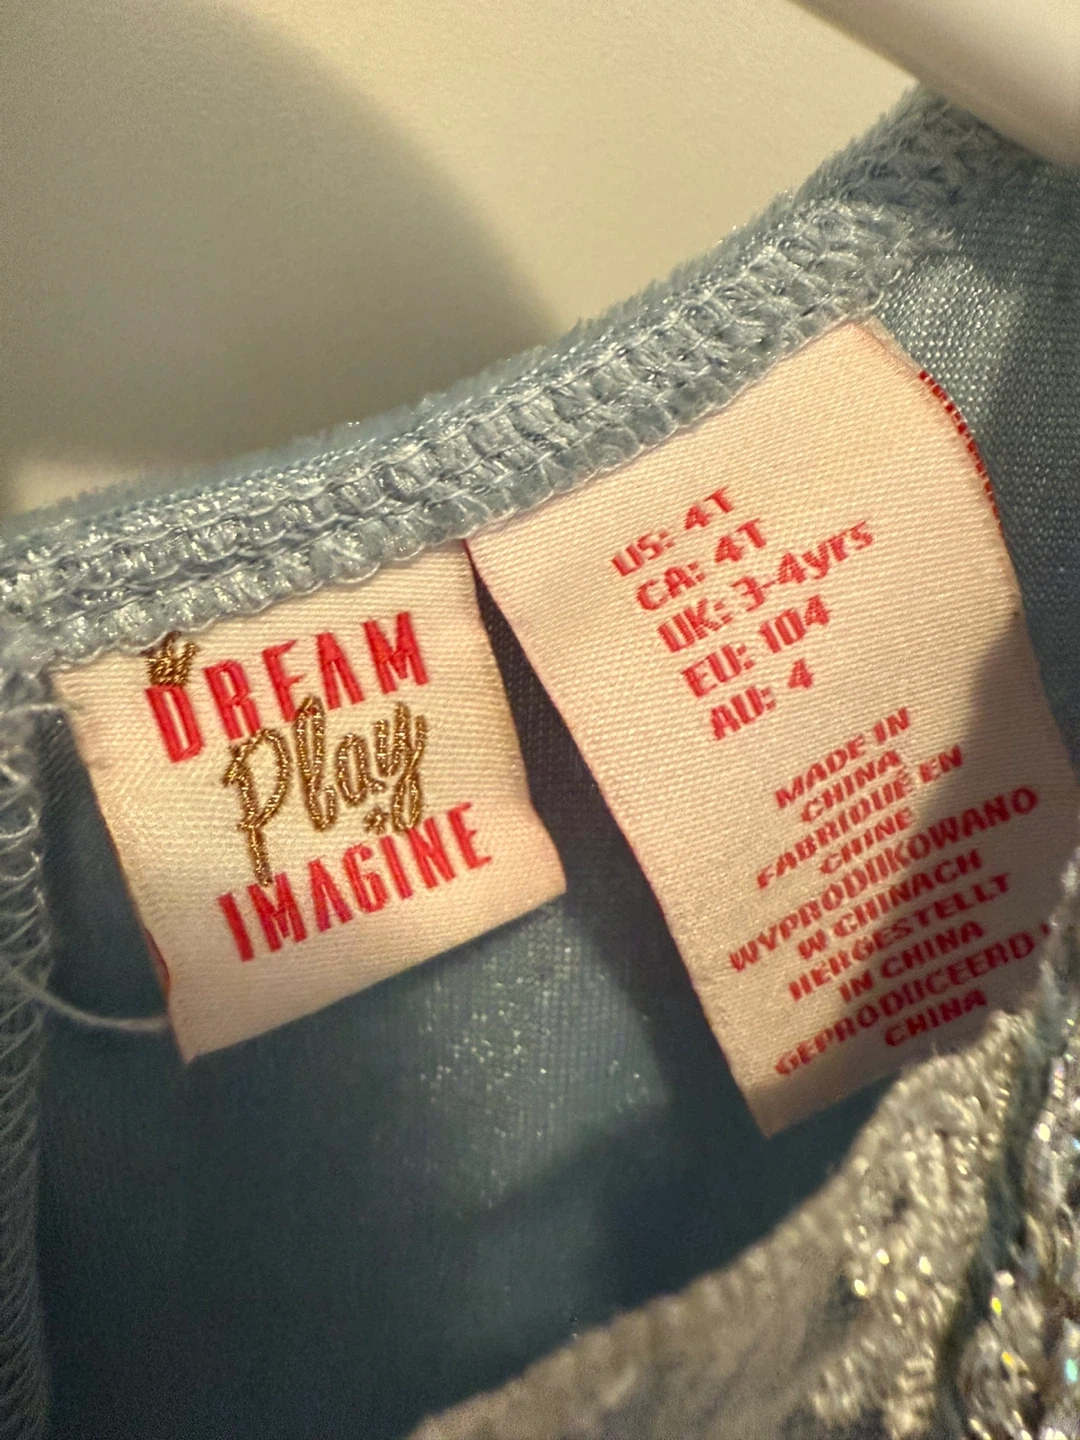 DREAM
Play
IMAGINE
US: 4T
CA: 4T
UK: 3-4yrs
EU: 104
AU: 4
MADE IN
CHINA
FABRIQUÉ EN
CHINE
WYPRODUKOWANO
W CHINACH
HERGESTELLT
IN CHINA
GEPRODUCEERD
CHINA